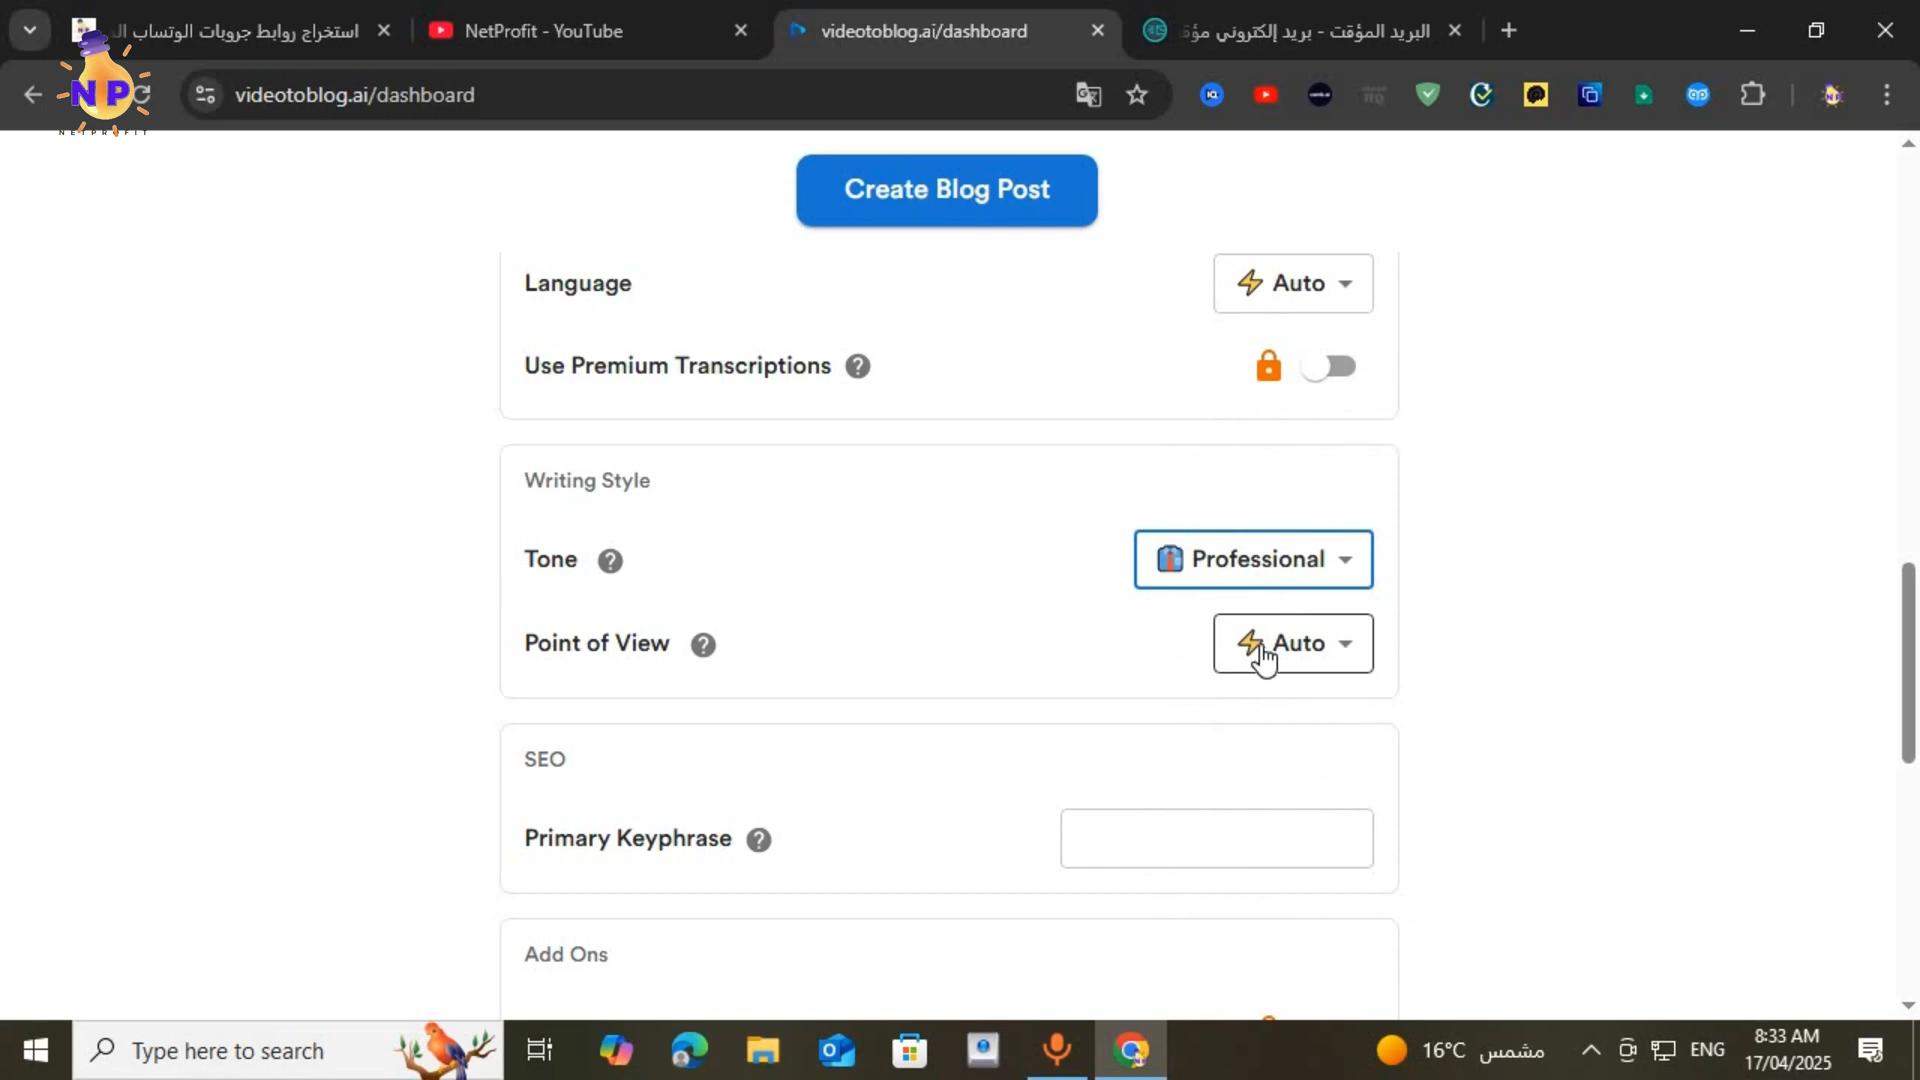 استخراج روابط جروبات الوتساب
NetProfit - YouTube
videotoblog.ai/dashboard
البريد المؤقت - بريد إلكتروني
videotoblog.ai/dashboard
NP
NETPROFIT
Create Blog Post
Language
Auto
Use Premium Transcriptions
Writing Style
Tone
Professional
Point of View
Auto
SEO
Primary Keyphrase
Add Ons
Type here to search
16°C مشمس
ENG
8:33 AM
17/04/2025